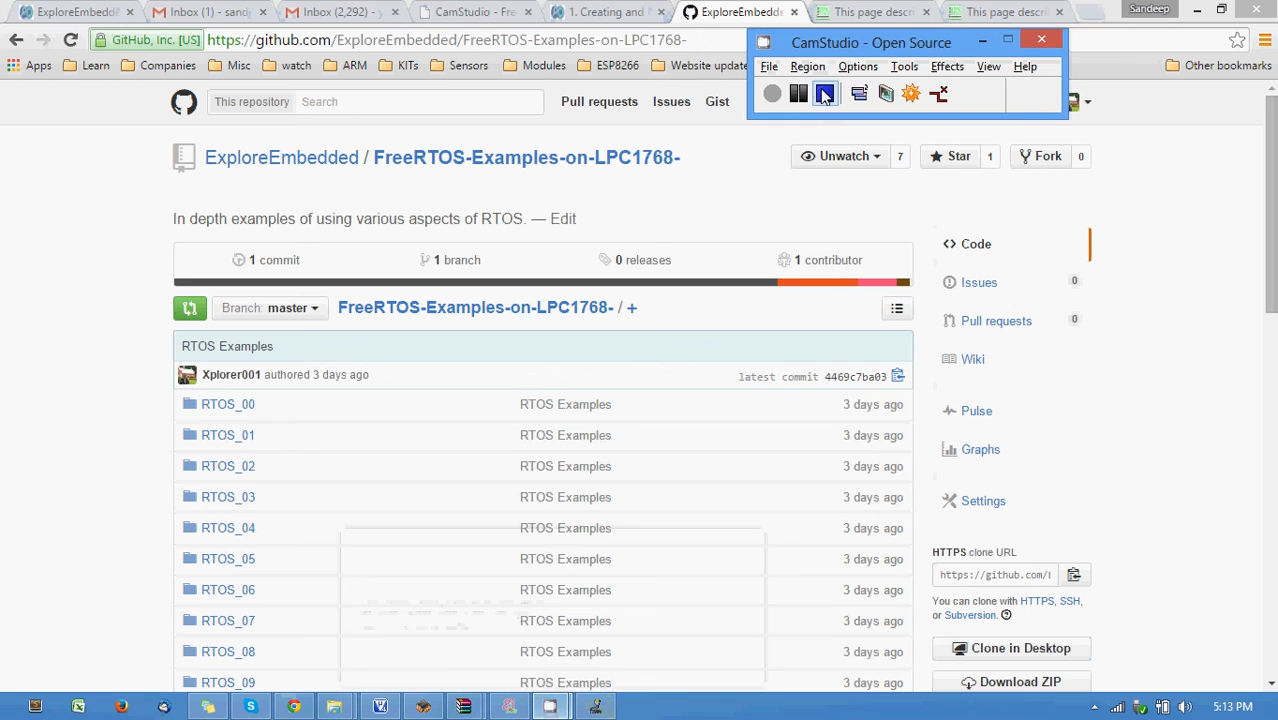 ExploreEmbedd
Inbox (1) - sand
Inbox (2,292) - y
CamStudio - Fre
1. Creating and M
ExploreEmbedde
This page descri
This page descri
Sandeep
GitHub, Inc. [US]
https://github.com/ExploreEmbedded/FreeRTOS-Examples-on-LPC1768-
Apps
Learn
Companies
Misc
watch
ARM
KITs
Sensors
Modules
ESP8266
Website update
Other bookmarks
CamStudio - Open Source
File Region Options Tools Effects View Help
This repository
Search
Pull requests
Issues
Gist
ExploreEmbedded / FreeRTOS-Examples-on-LPC1768-
Unwatch 7
Star 1
Fork 0
In depth examples of using various aspects of RTOS. — Edit
1 commit
1 branch
0 releases
1 contributor
Branch: master
FreeRTOS-Examples-on-LPC1768- / +
RTOS Examples
Xplorer001 authored 3 days ago
latest commit 4469c7ba03
RTOS_00 RTOS Examples 3 days ago
RTOS_01 RTOS Examples 3 days ago
RTOS_02 RTOS Examples 3 days ago
RTOS_03 RTOS Examples 3 days ago
RTOS_04 RTOS Examples 3 days ago
RTOS_05 RTOS Examples 3 days ago
RTOS_06 RTOS Examples 3 days ago
RTOS_07 RTOS Examples 3 days ago
RTOS_08 RTOS Examples 3 days ago
RTOS_09 RTOS Examples 3 days ago
Code
Issues 0
Pull requests 0
Wiki
Pulse
Graphs
Settings
HTTPS clone URL
https://github.com/
You can clone with HTTPS, SSH,
or Subversion.
Clone in Desktop
Download ZIP
5:13 PM